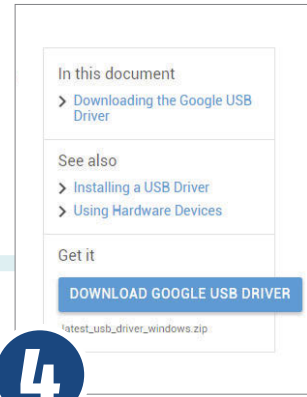 In this document
> Downloading the Google USB
Driver
See also
> Installing a USB Driver
> Using Hardware Devices
Get it
DOWNLOAD GOOGLE USB DRIVER
latest_usb_driver_windows.zip
4